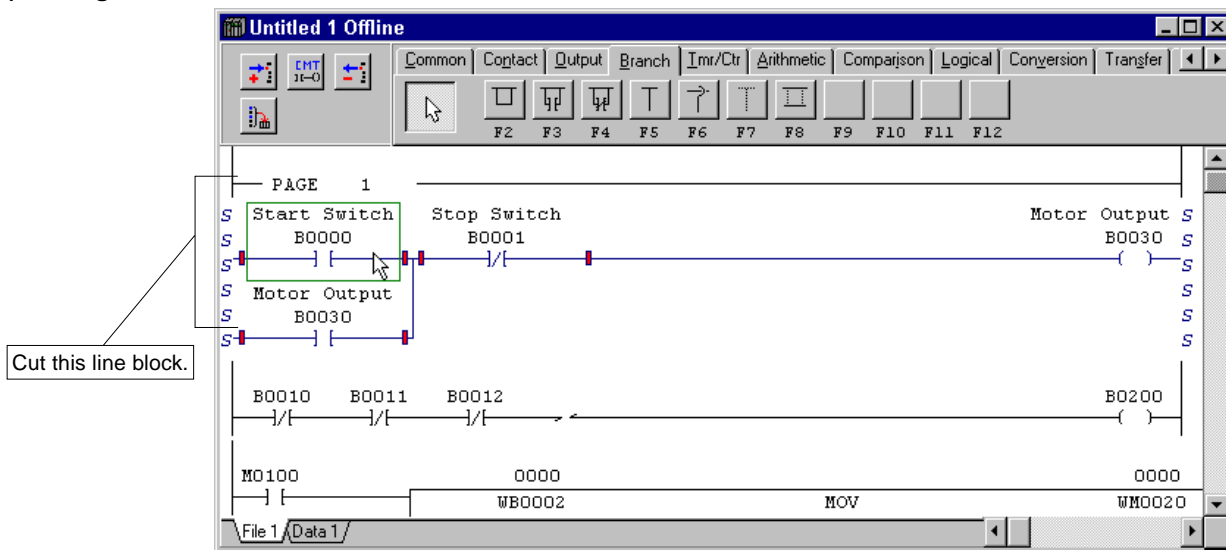 Untitled 1 Offline
CMT
Common Contact Output Branch Tmr/Ctr Arithmetic Comparison Logical Conversion Transfer
F2 F3 F4 F5 F6 F7 F8 F9 F10 F11 F12
PAGE 1
S Start Switch Stop Switch Motor Output S
S B0000 B0001 B0030 S
S S
S Motor Output S
S B0030 S
S S
Cut this line block.
B0010 B0011 B0012 B0200
M0100 0000 0000
WB0002 MOV WM0020
File 1 Data 1